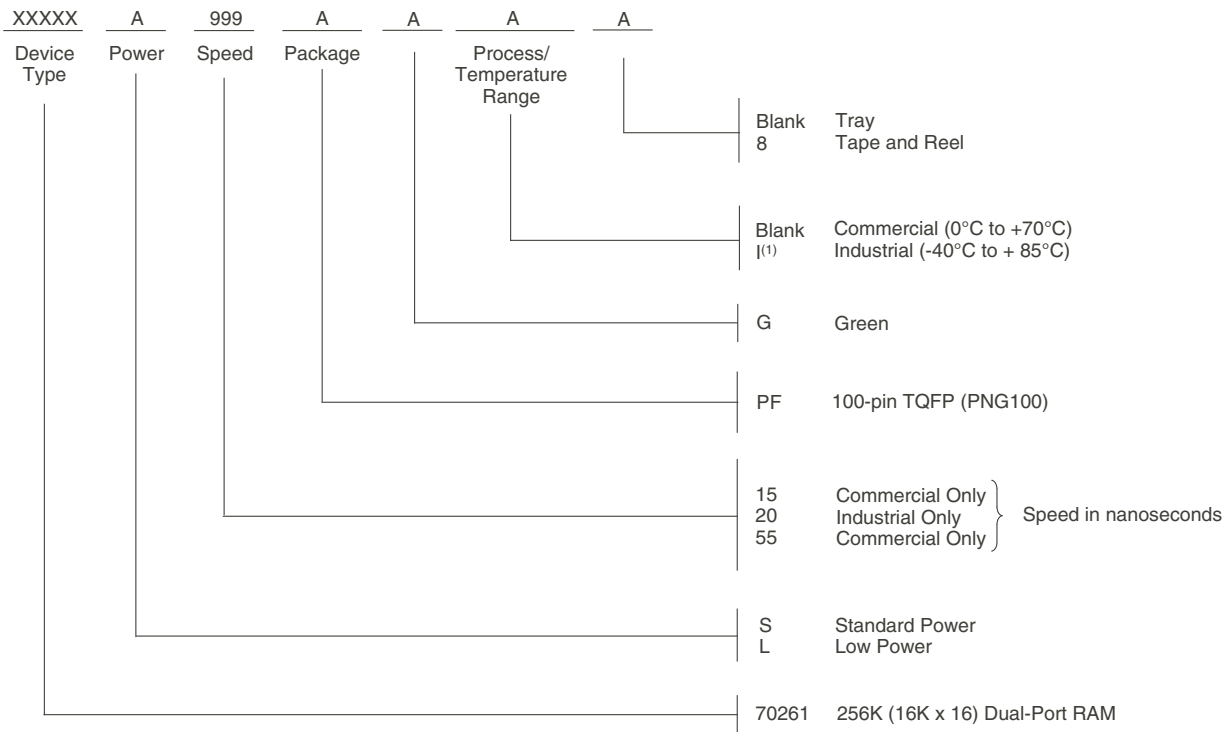 XXXXX A 999 A A A A
Device Type Power Speed Package Process/ Temperature Range
Blank Tray
8 Tape and Reel
Blank Commercial (0°C to +70°C)
I(1) Industrial (-40°C to + 85°C)
G Green
PF 100-pin TQFP (PNG100)
15 Commercial Only
20 Industrial Only Speed in nanoseconds
55 Commercial Only
S Standard Power
L Low Power
70261 256K (16K x 16) Dual-Port RAM